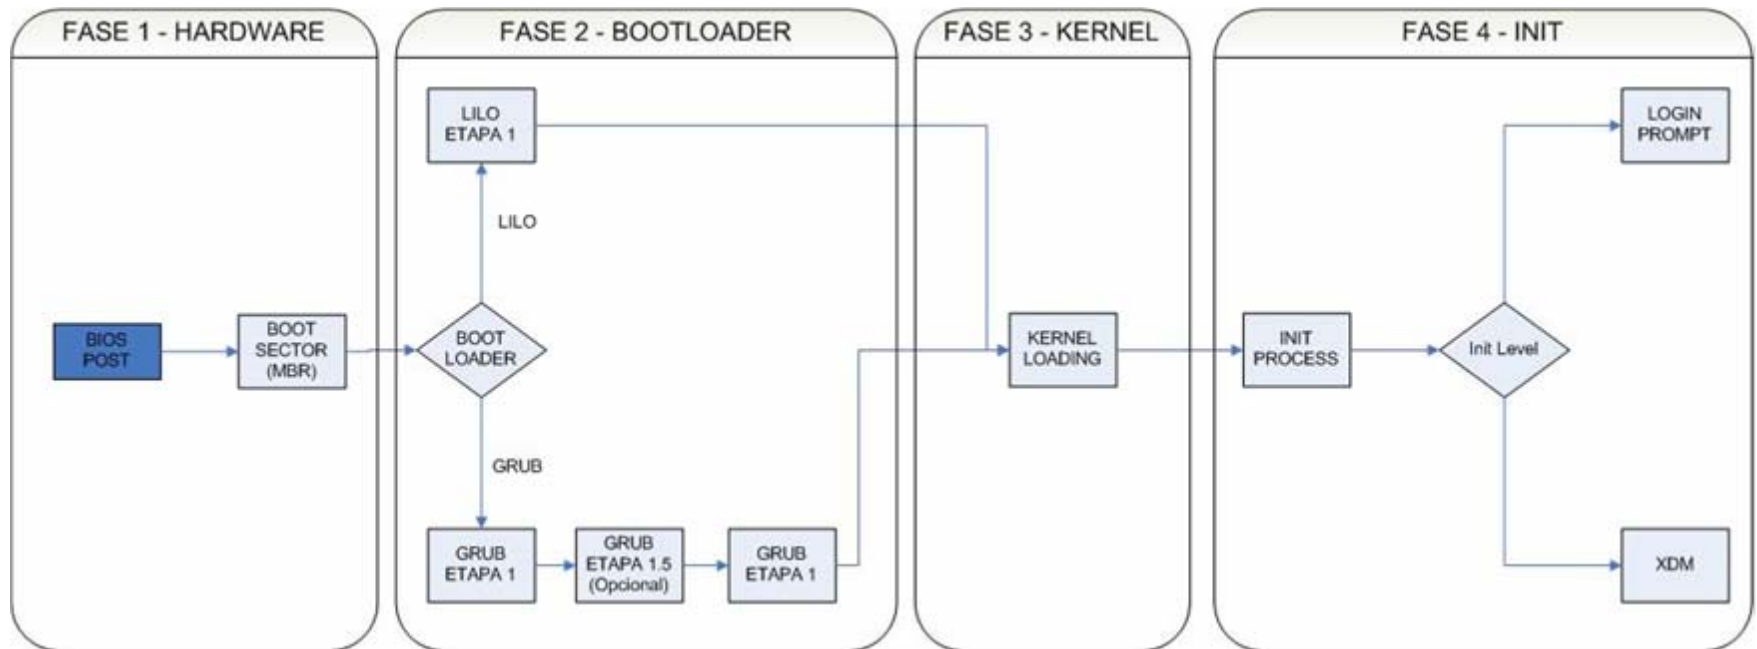 FASE 1 - HARDWARE
BIOS
POST
BOOT
SECTOR
(MBR)
FASE 2 - BOOTLOADER
LILO
ETAPA 1
LILO
BOOT
LOADER
GRUB
GRUB
ETAPA 1
GRUB
ETAPA 1.5
(Opcional)
GRUB
ETAPA 1
FASE 3 - KERNEL
KERNEL
LOADING
FASE 4 - INIT
INIT
PROCESS
Init Level
LOGIN
PROMPT
XDM